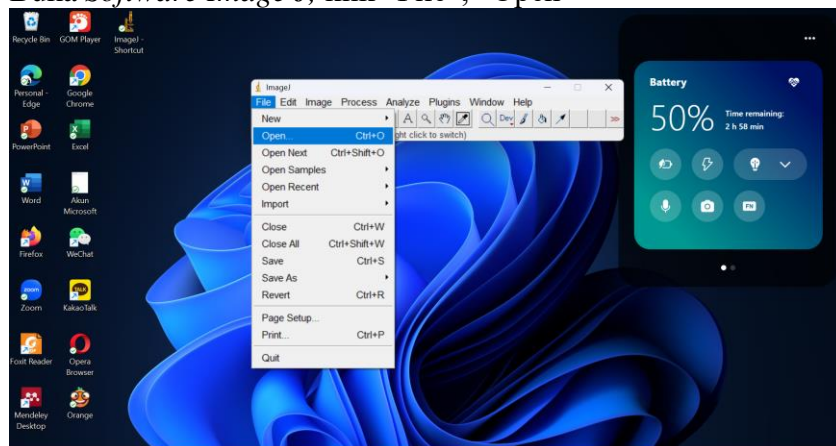 Recycle Bin
GOM Player
ImageJ -
Shortcut
Personal -
Edge
Google
Chrome
PowerPoint
Excel
Word
Akun
Microsoft
Firefox
WeChat
Zoom
KakaoTalk
Foxit Reader
Opera
Browser
Mendeley
Desktop
Orange
ImageJ
File Edit Image Process Analyze Plugins Window Help
A Dev
ght click to switch)
New
Open... Ctrl+O
Open Next Ctrl+Shift+O
Open Samples
Open Recent
Import
Close Ctrl+W
Close All Ctrl+Shift+W
Save Ctrl+S
Save As
Revert Ctrl+R
Page Setup...
Print... Ctrl+P
Quit
Battery
50%
Time remaining:
2 h 58 min
FN